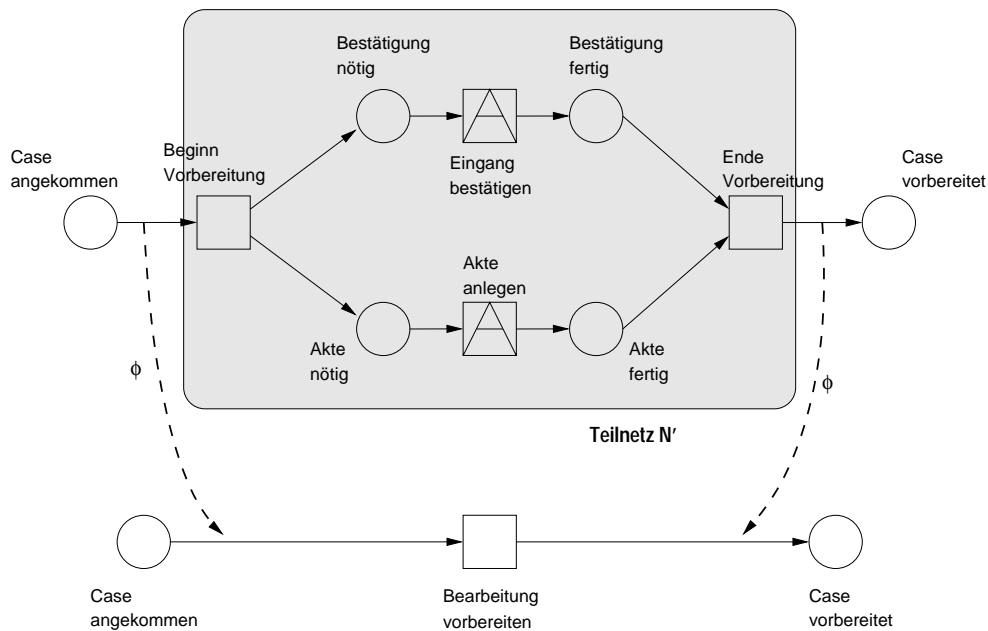 Bestätigung
nötig
Bestätigung
fertig
Case
angekommen
Beginn
Vorbereitung
Eingang
bestätigen
Ende
Vorbereitung
Case
vorbereitet
Akte
anlegen
Akte
nötig
Akte
fertig
ϕ
ϕ
Teilnetz N'
Case
angekommen
Bearbeitung
vorbereiten
Case
vorbereitet